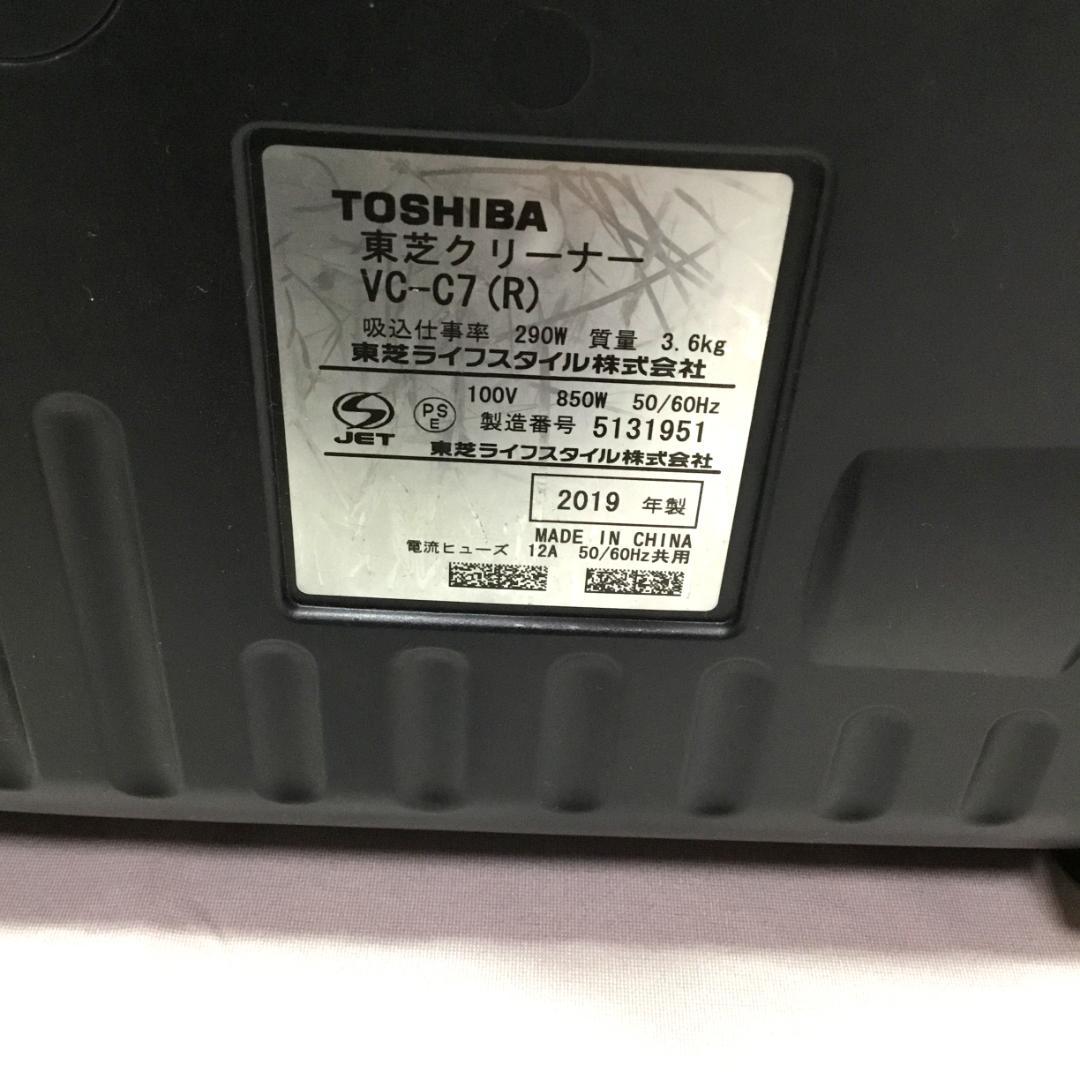 TOSHIBA
東芝クリーナー
VC-C7(R)
吸込仕事率 290W 質量 3.6kg
東芝ライフスタイル株式会社
100V 850W 50/60Hz
JET PSE 製造番号 5131951
東芝ライフスタイル株式会社
2019 年製
MADE IN CHINA
電流ヒューズ 12A 50/60Hz共用